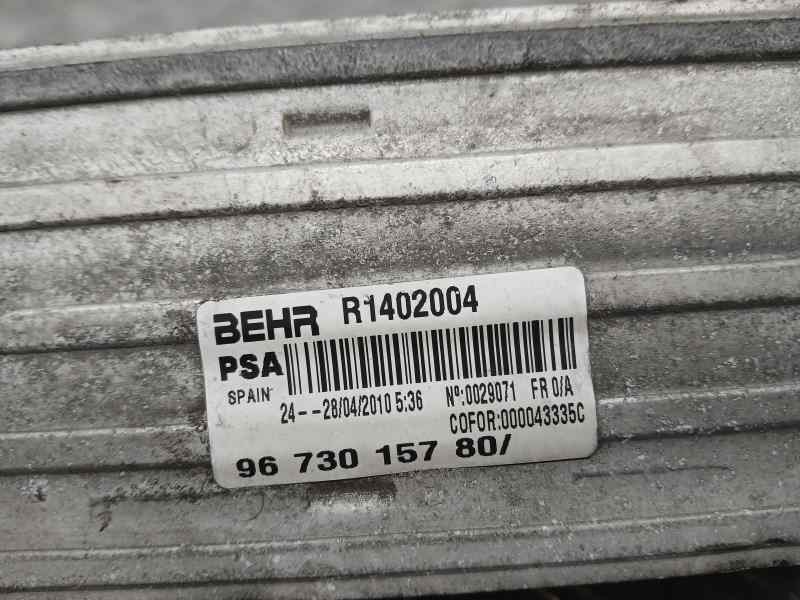 BEHR R1402004
PSA
SPAIN
24--28/04/2010 5:36 Nº:0029071 FR 0/A
COFOR:000043335C
96 730 157 80/